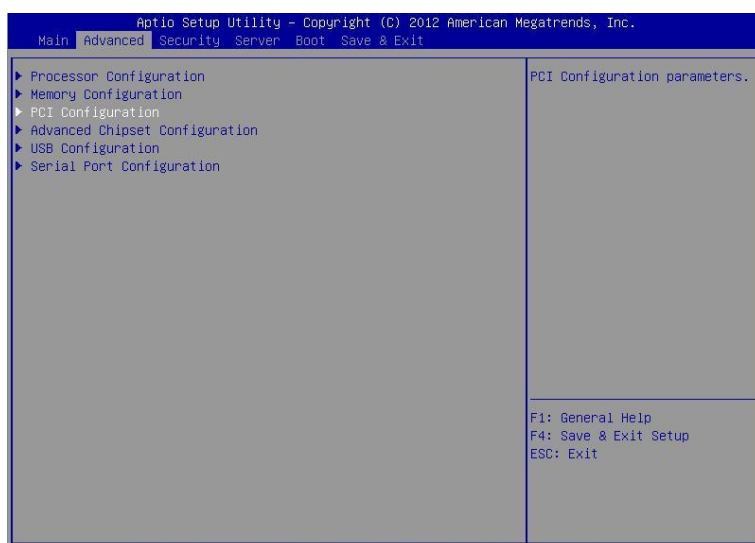 Aptio Setup Utility – Copyright (C) 2012 American Megatrends, Inc.
Main Advanced Security Server Boot Save & Exit
Processor Configuration
Memory Configuration
PCI Configuration
Advanced Chipset Configuration
USB Configuration
Serial Port Configuration
PCI Configuration parameters.
F1: General Help
F4: Save & Exit Setup
ESC: Exit